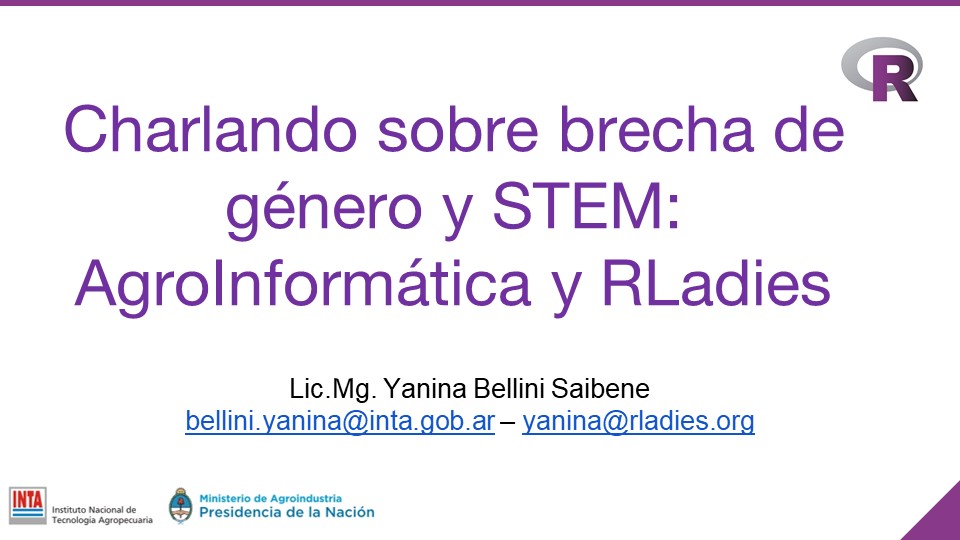 R
Charlando sobre brecha de
género y STEM:
AgroInformática y RLadies
Lic.Mg. Yanina Bellini Saibene
bellini.yanina@inta.gob.ar – yanina@rladies.org
INTA
Instituto Nacional de
Tecnología Agropecuaria
Ministerio de Agroindustria
Presidencia de la Nación